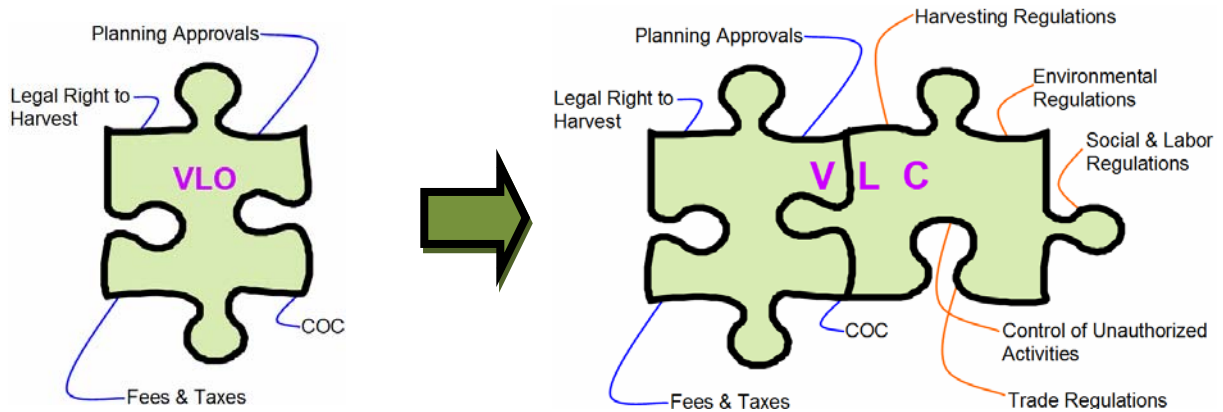 Planning Approvals
Legal Right to
Harvest
VLO
COC
Fees & Taxes
Harvesting Regulations
Planning Approvals
Legal Right to
Harvest
Environmental
Regulations
Social & Labor
Regulations
V L C
COC
Control of Unauthorized
Activities
Fees & Taxes
Trade Regulations